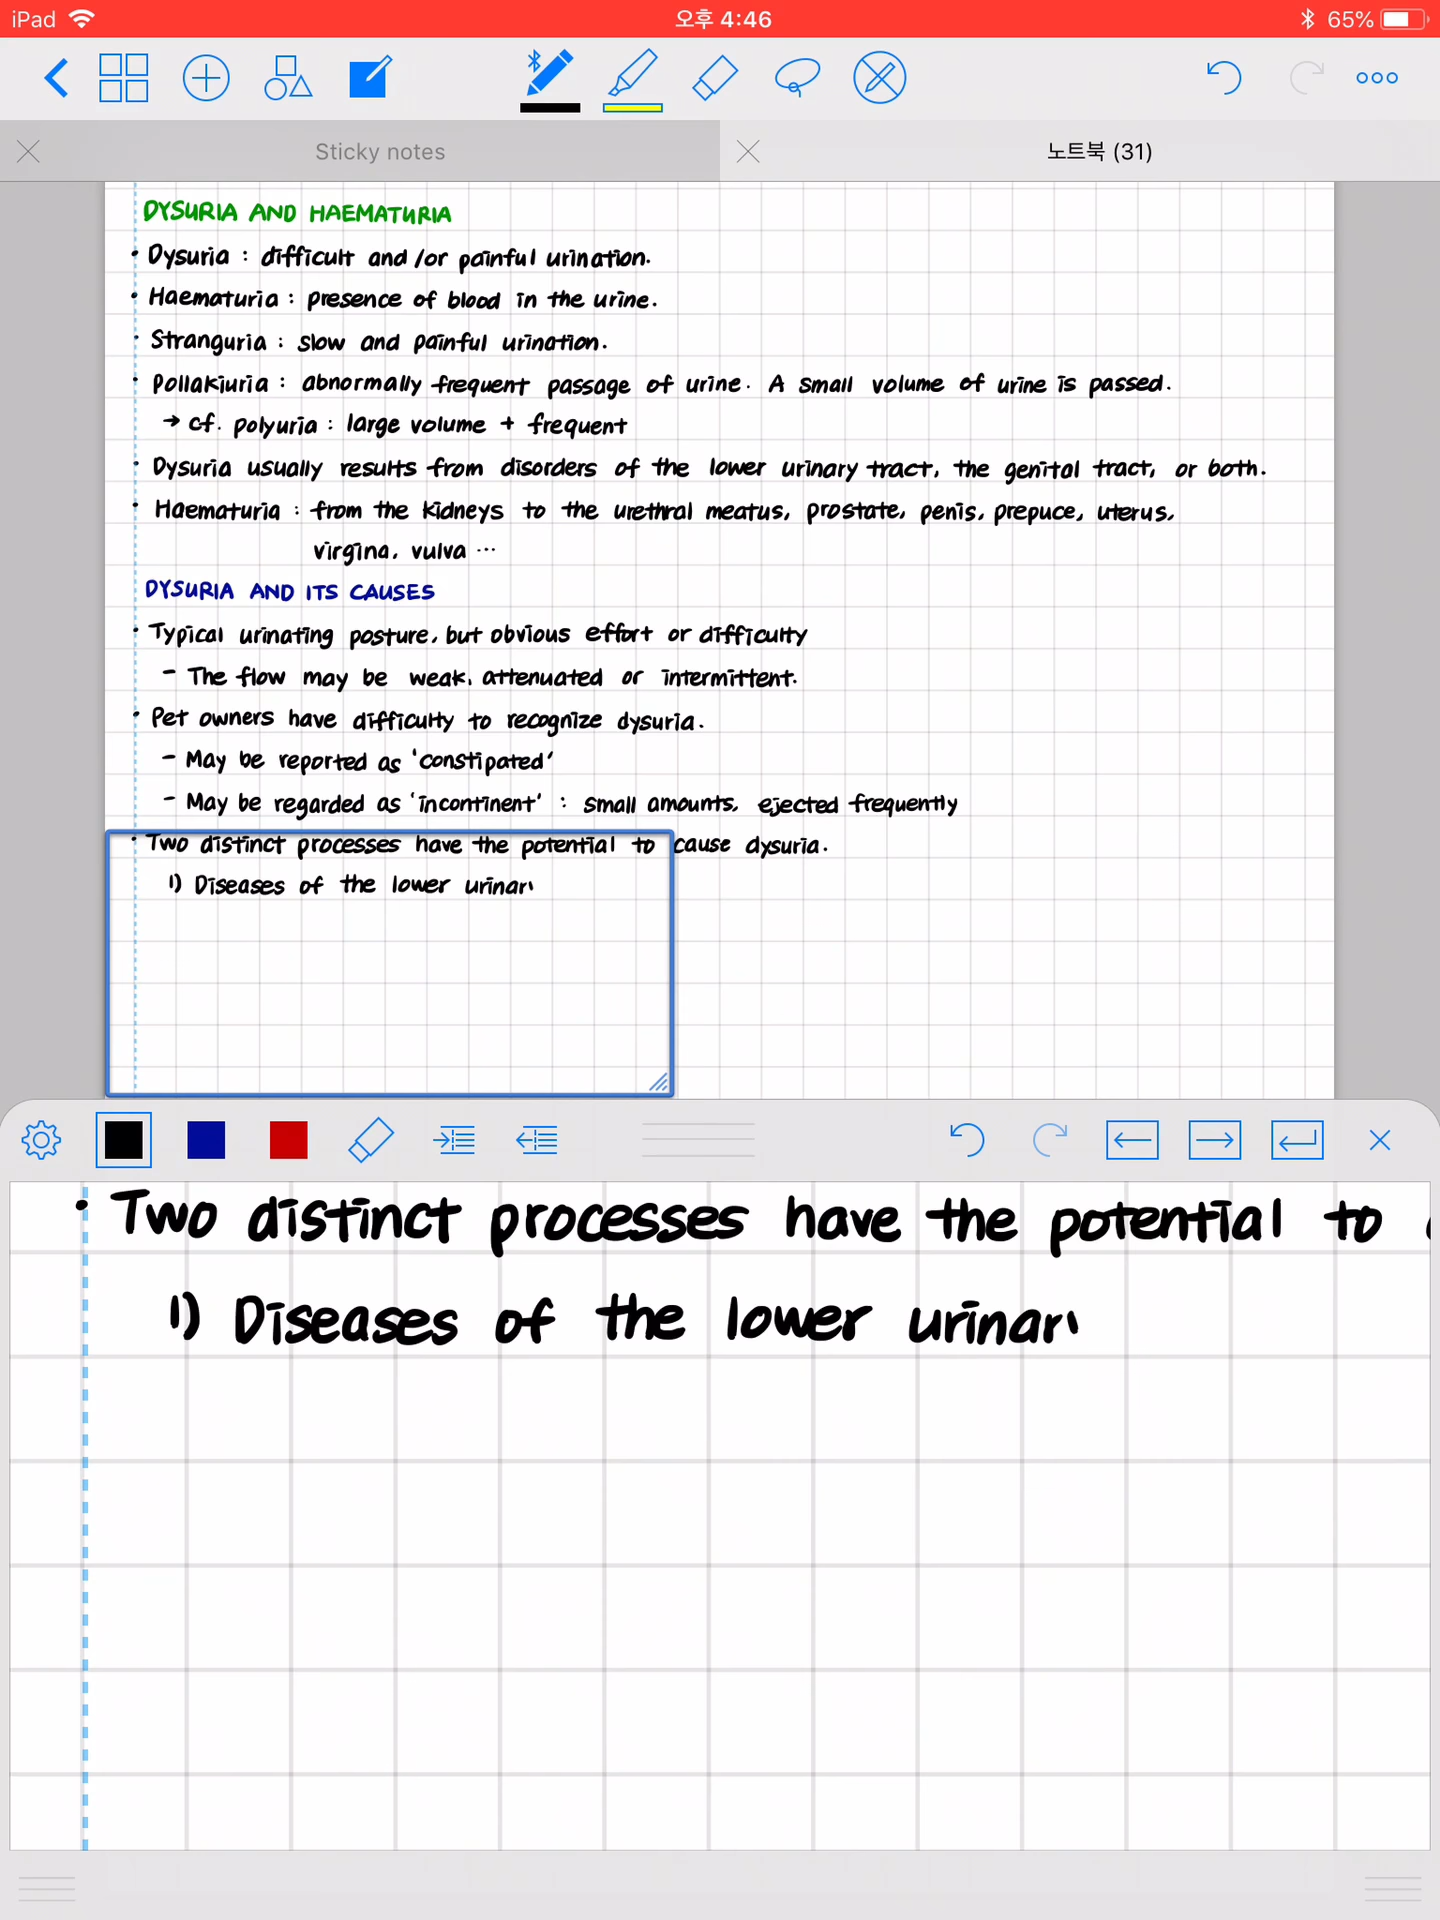 iPad 오후 4:46 65%
Sticky notes 노트북 (31)
DYSURIA AND HAEMATURIA
• Dysuria : difficult and/or painful urination.
• Haematuria : presence of blood in the urine.
• Stranguria : slow and painful urination.
• Pollakiuria : abnormally frequent passage of urine. A small volume of urine is passed.
→ cf. polyuria : large volume + frequent
• Dysuria usually results from disorders of the lower urinary tract, the genital tract, or both.
• Haematuria : from the kidneys to the urethral meatus, prostate, penis, prepuce, uterus,
virgina, vulva ...
DYSURIA AND ITS CAUSES
• Typical urinating posture, but obvious effort or difficulty
- The flow may be weak, attenuated or intermittent.
• Pet owners have difficulty to recognize dysuria.
- May be reported as 'constipated'
- May be regarded as 'incontinent' : small amounts, ejected frequently
• Two distinct processes have the potential to cause dysuria.
1) Diseases of the lower urinar
• Two distinct processes have the potential to
1) Diseases of the lower urinar